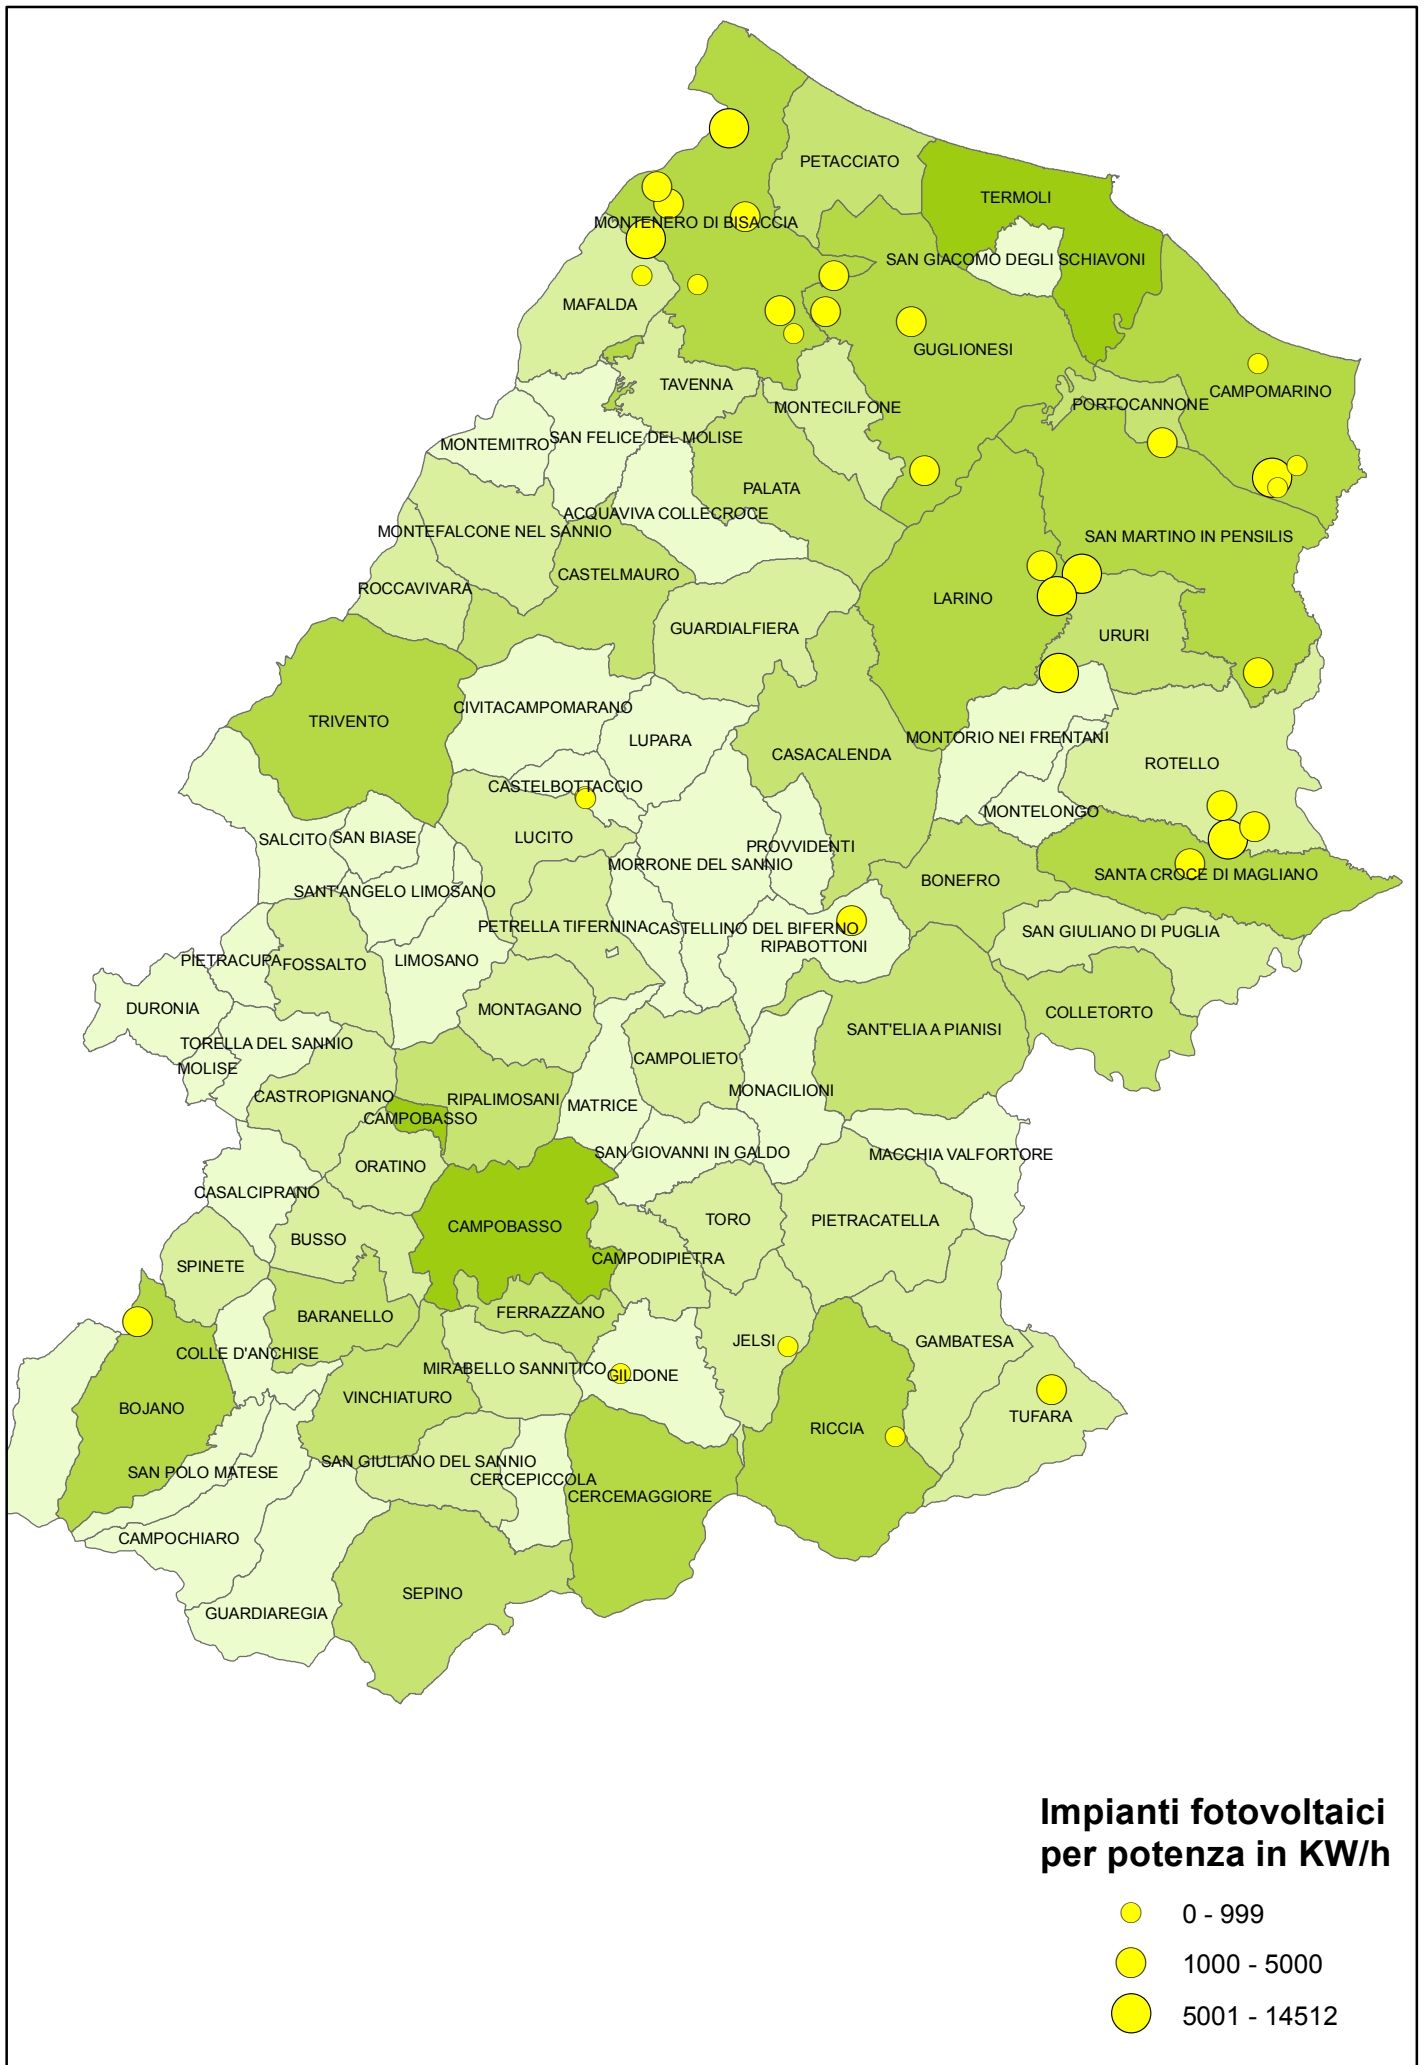 PETACCIATO
TERMOLI
MONTENERO DI BISACCIA
SAN GIACOMO DEGLI SCHIAVONI
MAFALDA
GUGLIONESI
TAVENNA
CAMPOMARINO
MONTECILFONE
PORTOCANNONE
SAN FELICE DEL MOLISE
MONTEMITRO
PALATA
ACQUAVIVA COLLECROCE
MONTEFALCONE NEL SANNIO
SAN MARTINO IN PENSILIS
CASTELMAURO
ROCCAVIVARA
LARINO
GUARDIALFIERA
URURI
CIVITACAMPOMARANO
TRIVENTO
LUPARA
MONTORIO NEI FRENTANI
CASACALENDA
ROTELLO
CASTELBOTTACCIO
MONTELONGO
SALCITO
SAN BIASE
LUCITO
PROVVIDENTI
MORRONE DEL SANNIO
SANTA CROCE DI MAGLIANO
BONEFRO
SANT'ANGELO LIMOSANO
PETRELLA TIFERNINA
CASTELLINO DEL BIFERNO
SAN GIULIANO DI PUGLIA
RIPABOTTONI
PIETRACUPA
FOSSALTO
LIMOSANO
DURONIA
MONTAGANO
COLLETORTO
SANT'ELIA A PIANISI
TORELLA DEL SANNIO
CAMPOLIETO
MOLISE
MONACILIONI
CASTROPIGNANO
RIPALIMOSANI
MATRICE
CAMPOBASSO
SAN GIOVANNI IN GALDO
MACCHIA VALFORTORE
ORATINO
CASALCIPRANO
TORO
PIETRACATELLA
CAMPOBASSO
BUSSO
CAMPODIPIETRA
SPINETE
FERRAZZANO
BARANELLO
JELSI
GAMBATESA
COLLE D'ANCHISE
MIRABELLO SANNITICO
GILDONE
VINCHIATURO
BOJANO
TUFARA
RICCIA
SAN GIULIANO DEL SANNIO
SAN POLO MATESE
CERCEPICCOLA
CERCEMAGGIORE
CAMPOCHIARO
SEPINO
GUARDIAREGIA
Impianti fotovoltaici
per potenza in KW/h
0 - 999
1000 - 5000
5001 - 14512